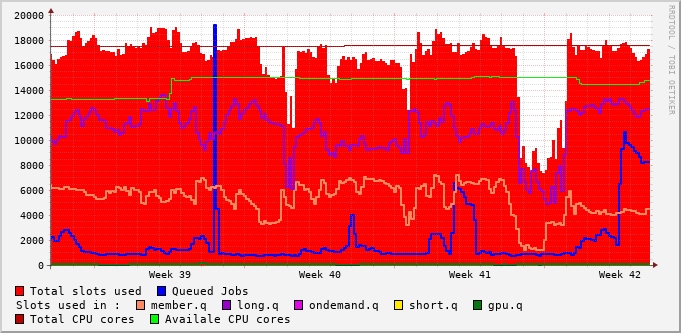 20000
18000
16000
14000
12000
10000
8000
6000
4000
2000
0
Week 39 Week 40 Week 41 Week 42
RRDTOOL / TOBI OETIKER
Total slots used Queued Jobs
Slots used in : member.q long.q ondemand.q short.q gpu.q
Total CPU cores Availale CPU cores